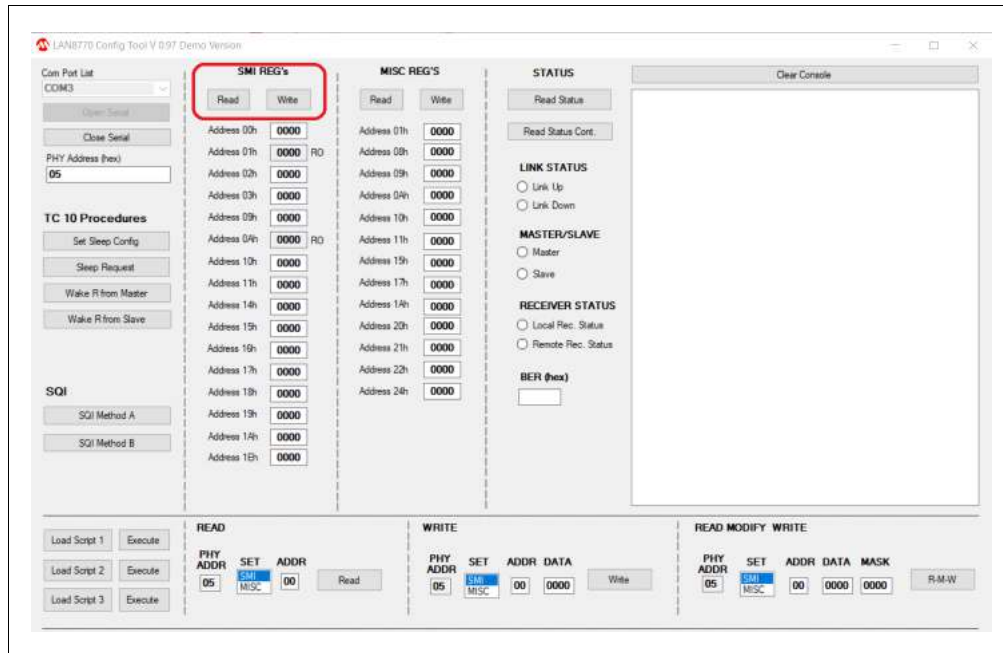 LAN8770 Config Tool V 0.97 Demo Version
Com Port List
COM3
Open Serial
Close Serial
PHY Address (hex)
05
TC 10 Procedures
Set Sleep Config
Sleep Request
Wake R from Master
Wake R from Slave
SQI
SQI Method A
SQI Method B
SMI REG's
Read Write
Address 00h 0000
Address 01h 0000 RO
Address 02h 0000
Address 03h 0000
Address 09h 0000
Address 0Ah 0000 RO
Address 10h 0000
Address 11h 0000
Address 14h 0000
Address 15h 0000
Address 16h 0000
Address 17h 0000
Address 18h 0000
Address 19h 0000
Address 1Ah 0000
Address 1Eh 0000
MISC REG'S
Read Write
Address 01h 0000
Address 08h 0000
Address 09h 0000
Address 0Ah 0000
Address 10h 0000
Address 11h 0000
Address 15h 0000
Address 17h 0000
Address 1Ah 0000
Address 20h 0000
Address 21h 0000
Address 22h 0000
Address 24h 0000
STATUS
Read Status
Read Status Cont.
LINK STATUS
Link Up
Link Down
MASTER/SLAVE
Master
Slave
RECEIVER STATUS
Local Rec. Status
Remote Rec. Status
BER (hex)
Clear Console
Load Script 1 Execute
Load Script 2 Execute
Load Script 3 Execute
READ
PHY ADDR SET ADDR
05 SMI MISC 00 Read
WRITE
PHY ADDR SET ADDR DATA
05 SMI MISC 00 0000 Write
READ MODIFY WRITE
PHY ADDR SET ADDR DATA MASK
05 SMI MISC 00 0000 0000 R-M-W